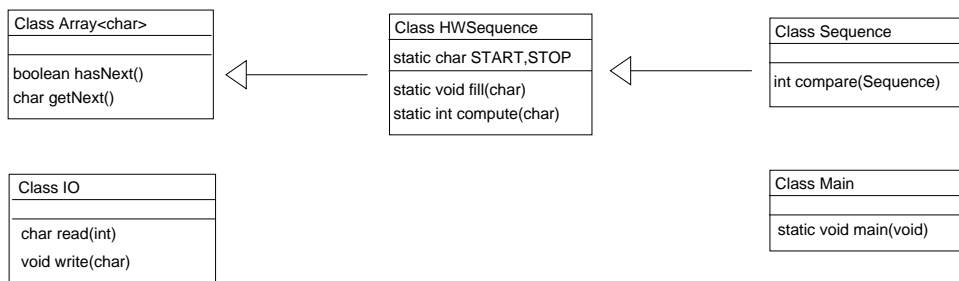 Class Array<char>
boolean hasNext()
char getNext()
Class HWSequence
static char START,STOP
static void fill(char)
static int compute(char)
Class Sequence
int compare(Sequence)
Class IO
char read(int)
void write(char)
Class Main
static void main(void)